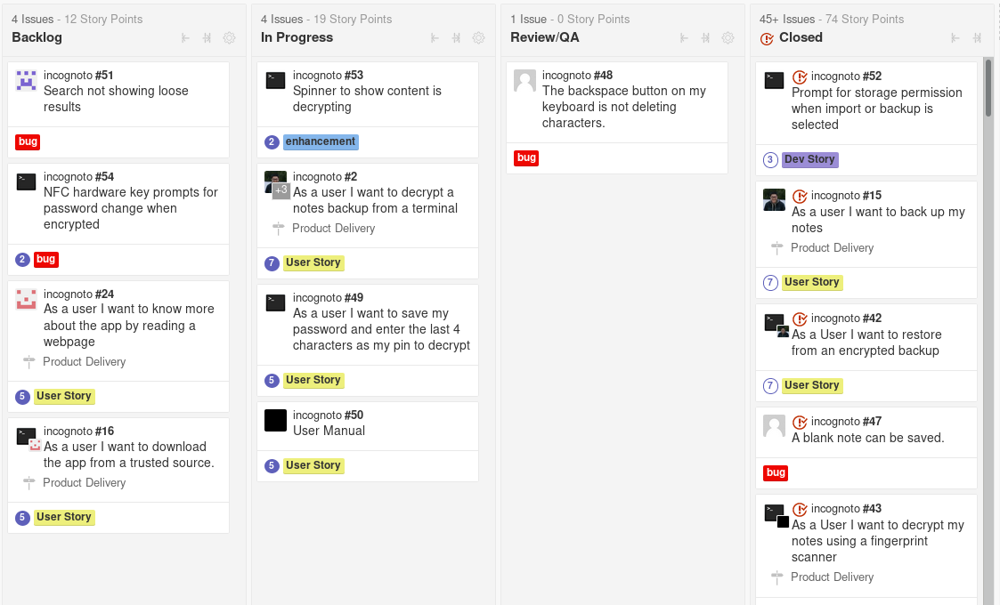 4 Issues - 12 Story Points
Backlog
incognoto #51
Search not showing loose
results
bug
incognoto #54
NFC hardware key prompts for
password change when
encrypted
2 bug
incognoto #24
As a user I want to know more
about the app by reading a
webpage
Product Delivery
5 User Story
incognoto #16
As a user I want to download
the app from a trusted source.
Product Delivery
5 User Story
4 Issues - 19 Story Points
In Progress
incognoto #53
Spinner to show content is
decrypting
2 enhancement
incognoto #2
+3
As a user I want to decrypt a
notes backup from a terminal
Product Delivery
7 User Story
incognoto #49
As a user I want to save my
password and enter the last 4
characters as my pin to decrypt
5 User Story
incognoto #50
User Manual
5 User Story
1 Issue - 0 Story Points
Review/QA
incognoto #48
The backspace button on my
keyboard is not deleting
characters.
bug
45+ Issues - 74 Story Points
Closed
incognoto #52
Prompt for storage permission
when import or backup is
selected
3 Dev Story
incognoto #15
As a user I want to back up my
notes
Product Delivery
7 User Story
incognoto #42
As a User I want to restore
from an encrypted backup
7 User Story
incognoto #47
A blank note can be saved.
bug
incognoto #43
As a User I want to decrypt my
notes using a fingerprint
scanner
Product Delivery